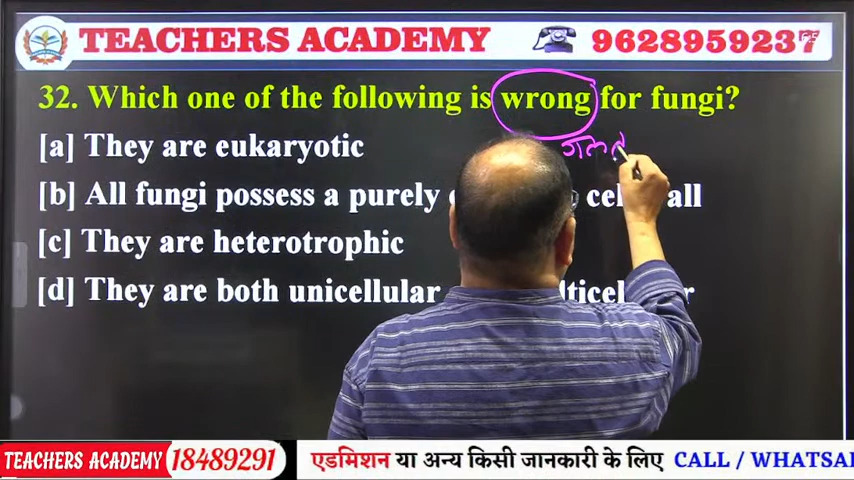 TEACHERS ACADEMY 9628959237
32. Which one of the following is wrong for fungi?
[a] They are eukaryotic
गलत
[b] All fungi possess a purely
[c] They are heterotrophic
[d] They are both unicellular
TEACHERS ACADEMY 18489291 एडमिशन या अन्य किसी जानकारी के लिए CALL / WHATSA